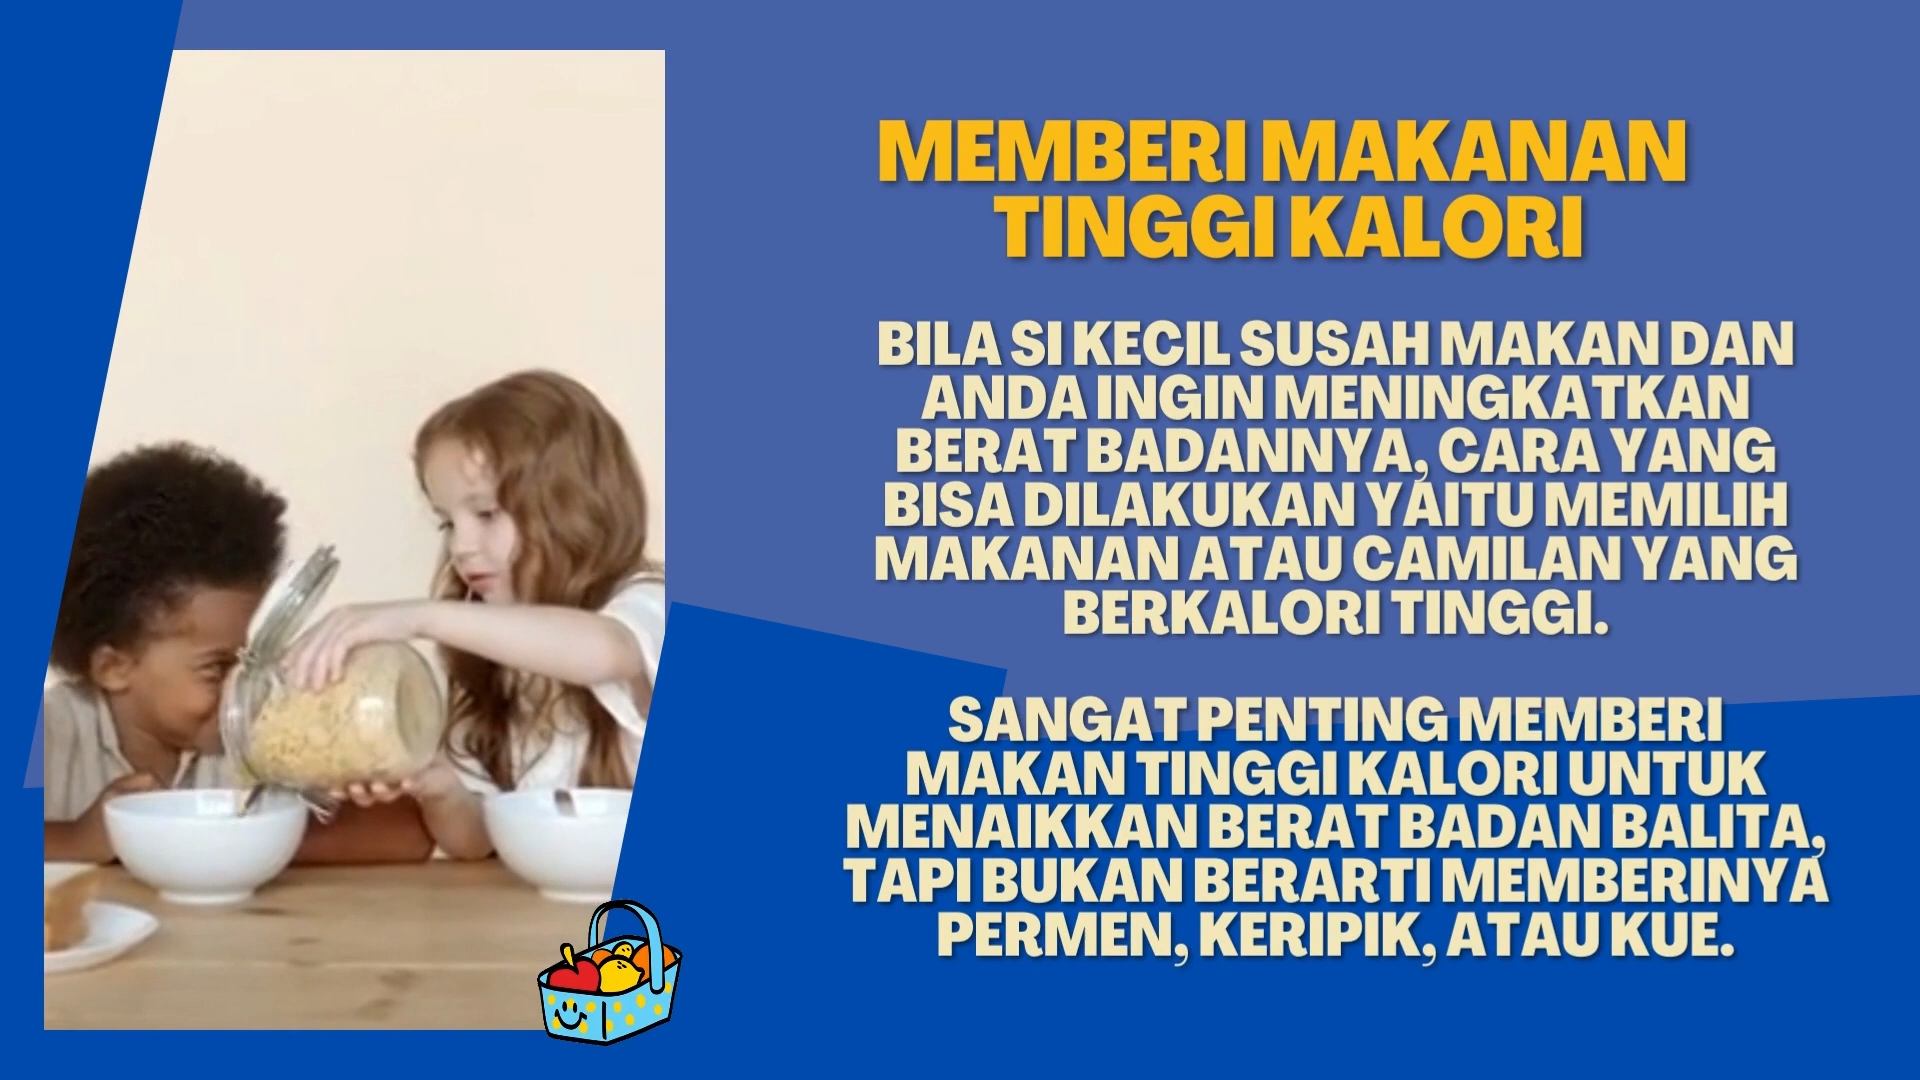 MEMBERI MAKANAN
TINGGI KALORI
BILA SI KECIL SUSAH MAKAN DAN
ANDA INGIN MENINGKATKAN
BERAT BADANNYA, CARA YANG
BISA DILAKUKAN YAITU MEMILIH
MAKANAN ATAU CAMILAN YANG
BERKALORI TINGGI.
SANGAT PENTING MEMBERI
MAKAN TINGGI KALORI UNTUK
MENAIKKAN BERAT BADAN BALITA,
TAPI BUKAN BERARTI MEMBERINYA
PERMEN, KERIPIK, ATAU KUE.